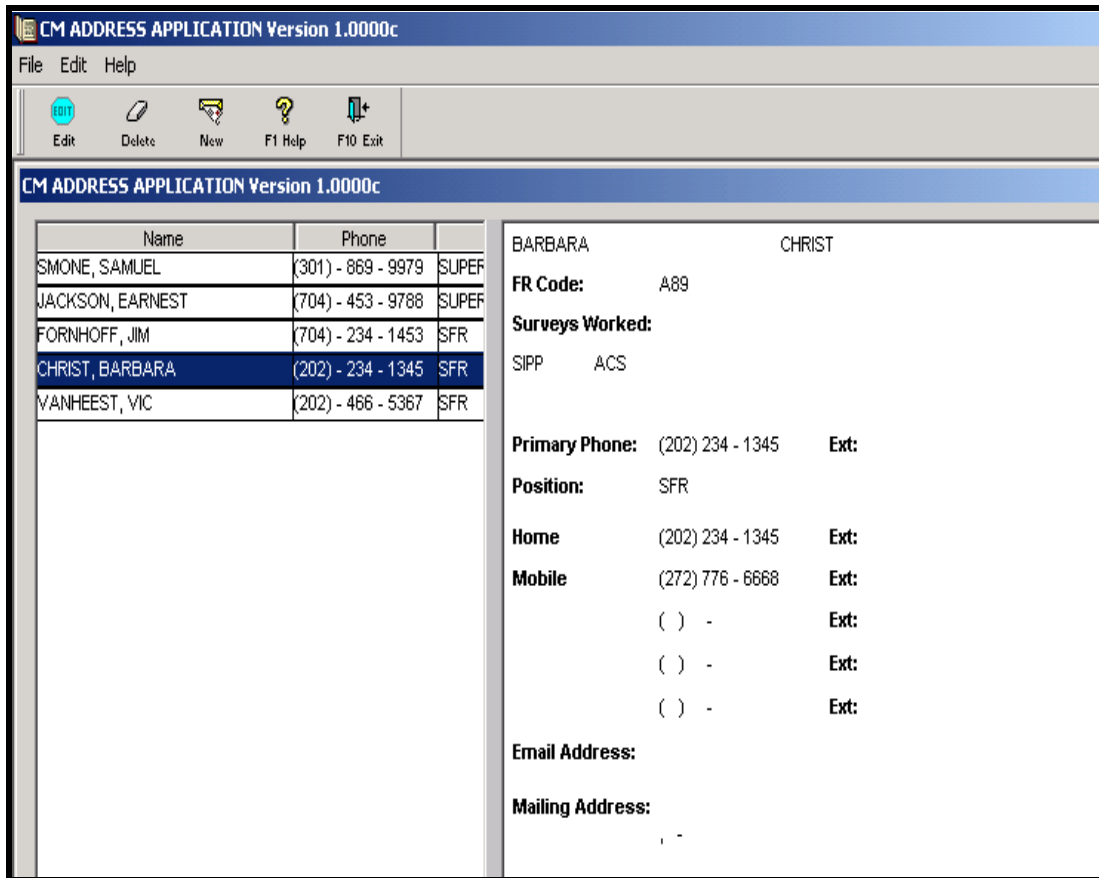 CM ADDRESS APPLICATION Version 1.0000c
File Edit Help
EDIT
Edit Delete New F1 Help F10 Exit
CM ADDRESS APPLICATION Version 1.0000c
Name Phone
SMONE, SAMUEL (301) - 869 - 9979 SUPER
JACKSON, EARNEST (704) - 453 - 9788 SUPER
FORNHOFF, JIM (704) - 234 - 1453 SFR
CHRIST, BARBARA (202) - 234 - 1345 SFR
VANHEEST, VIC (202) - 466 - 5367 SFR
BARBARA CHRIST
FR Code: A89
Surveys Worked:
SIPP ACS
Primary Phone: (202) 234 - 1345 Ext:
Position: SFR
Home (202) 234 - 1345 Ext:
Mobile (272) 776 - 6668 Ext:
( ) - Ext:
( ) - Ext:
( ) - Ext:
Email Address:
Mailing Address:
, -